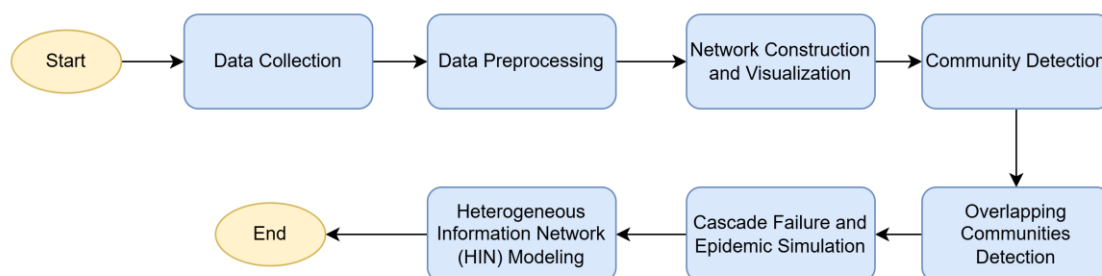 Start
Data Collection
Data Preprocessing
Network Construction
and Visualization
Community Detection
Overlapping
Communities
Detection
Cascade Failure and
Epidemic Simulation
Heterogeneous
Information Network
(HIN) Modeling
End